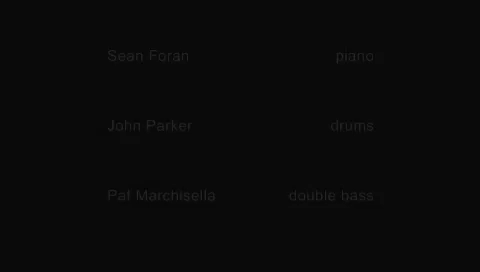 Sean Foran piano
John Parker drums
Pat Marchisella double bass